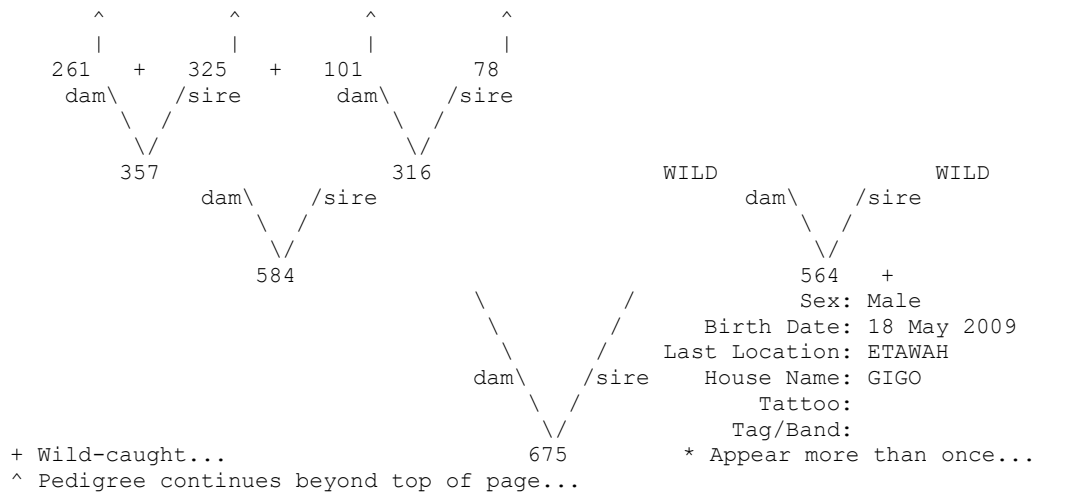 ^ ^ ^ ^
| | | |
261 + 325 + 101 78
dam\ /sire dam\ /sire
\ / \ /
\/ \/
357 316 WILD WILD
dam\ /sire dam\ /sire
\ / \ /
\/ \/
584 564 +
\ / Sex: Male
\ / Birth Date: 18 May 2009
\ / Last Location: ETAWAH
dam\ /sire House Name: GIGO
\ / Tattoo:
\/ Tag/Band:
+ Wild-caught... 675 * Appear more than once...
^ Pedigree continues beyond top of page...